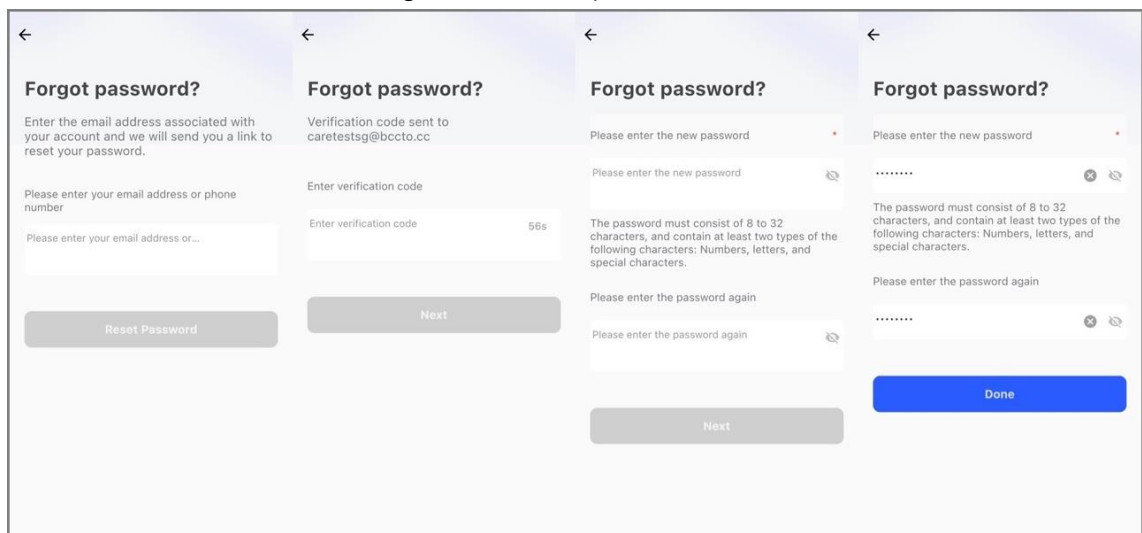 Forgot password?
Enter the email address associated with
your account and we will send you a link to
reset your password.
Please enter your email address or phone
number
Please enter your email address or...
Reset Password
Forgot password?
Verification code sent to
caretestsg@bccto.cc
Enter verification code
Enter verification code 56s
Next
Forgot password?
Please enter the new password *
Please enter the new password
The password must consist of 8 to 32
characters, and contain at least two types of the
following characters: Numbers, letters, and
special characters.
Please enter the password again
Please enter the password again
Next
Forgot password?
Please enter the new password *
........
The password must consist of 8 to 32
characters, and contain at least two types of the
following characters: Numbers, letters, and
special characters.
Please enter the password again
........
Done